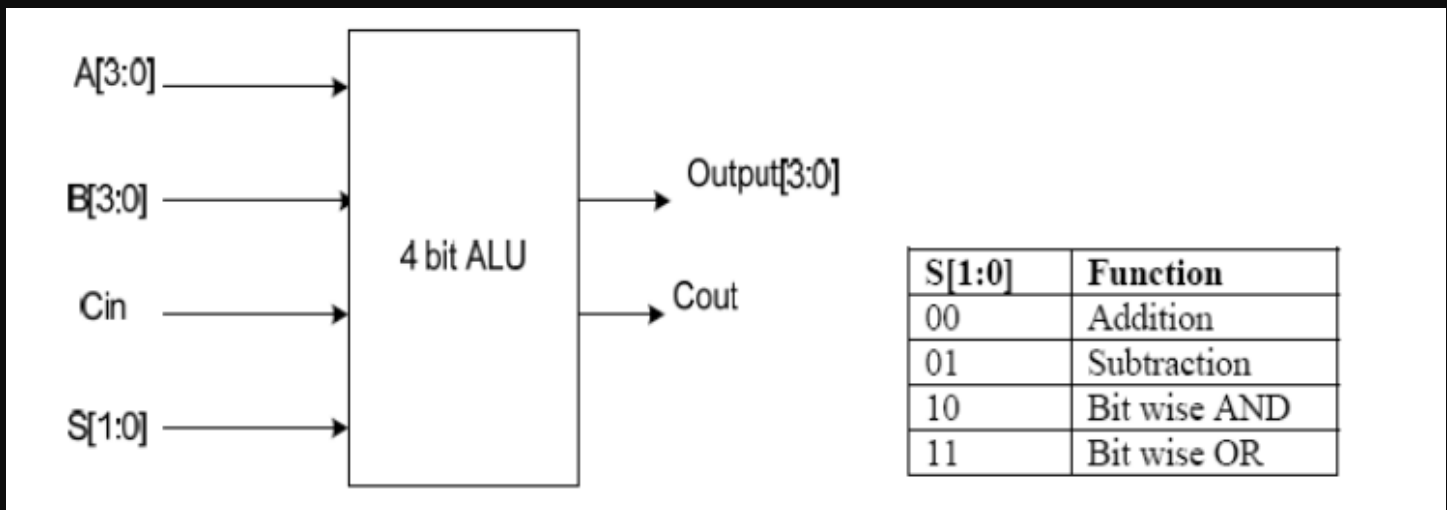 A[3:0]
B[3:0]
Cin
S[1:0]
4 bit ALU
Output[3:0]
Cout
S[1:0] Function
00 Addition
01 Subtraction
10 Bit wise AND
11 Bit wise OR